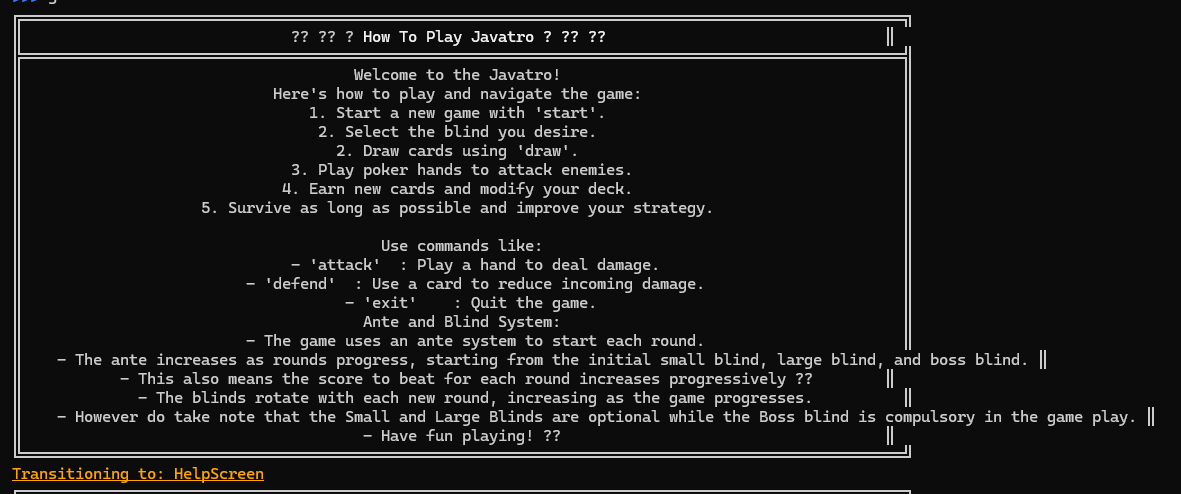 ?? ?? ? How To Play Javatro ? ?? ??
Welcome to the Javatro!
Here's how to play and navigate the game:
1. Start a new game with 'start'.
2. Select the blind you desire.
2. Draw cards using 'draw'.
3. Play poker hands to attack enemies.
4. Earn new cards and modify your deck.
5. Survive as long as possible and improve your strategy.
Use commands like:
- 'attack'  : Play a hand to deal damage.
- 'defend'  : Use a card to reduce incoming damage.
- 'exit'    : Quit the game.
Ante and Blind System:
- The game uses an ante system to start each round.
- The ante increases as rounds progress, starting from the initial small blind, large blind, and boss blind.
- This also means the score to beat for each round increases progressively ??
- The blinds rotate with each new round, increasing as the game progresses.
- However do take note that the Small and Large Blinds are optional while the Boss blind is compulsory in the game play.
- Have fun playing! ??
Transitioning to: HelpScreen